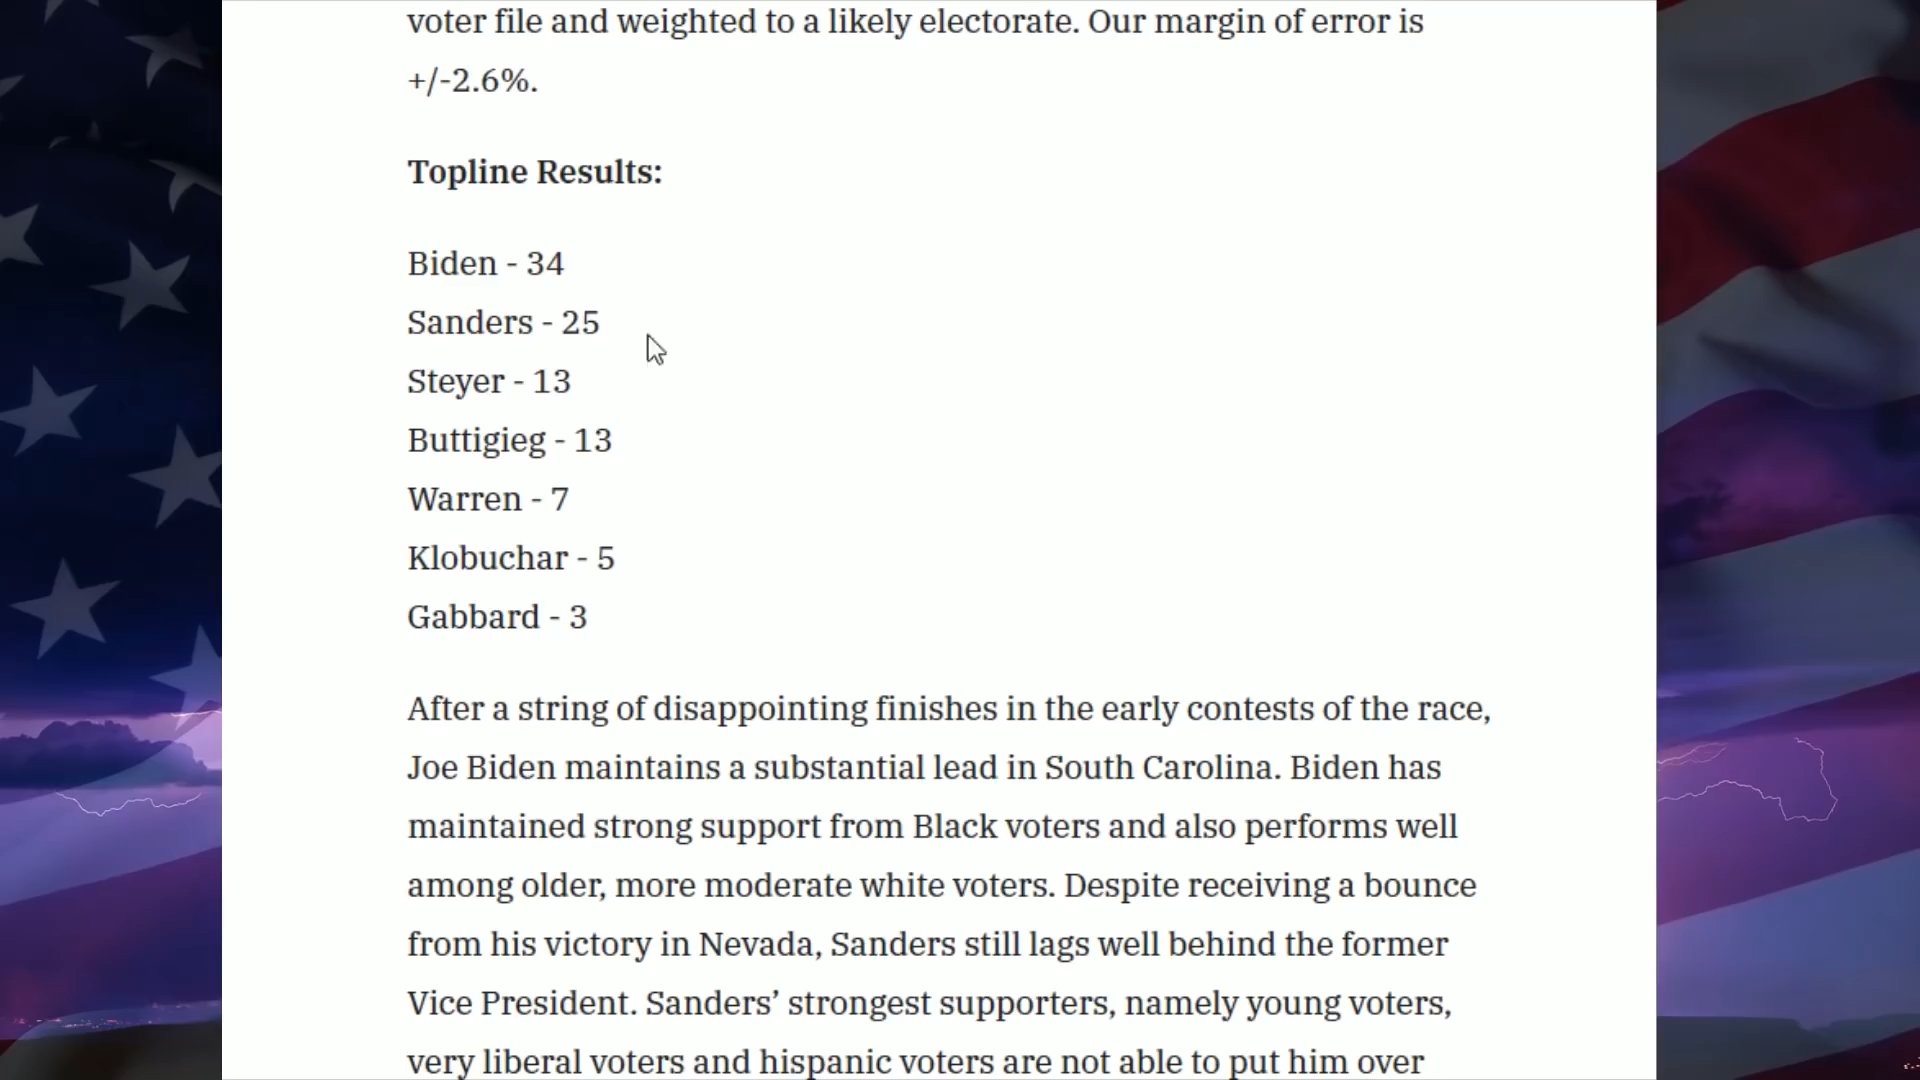 voter file and weighted to a likely electorate. Our margin of error is
+/-2.6%.
Topline Results:
Biden - 34
Sanders - 25
Steyer - 13
Buttigieg - 13
Warren - 7
Klobuchar - 5
Gabbard - 3
After a string of disappointing finishes in the early contests of the race,
Joe Biden maintains a substantial lead in South Carolina. Biden has
maintained strong support from Black voters and also performs well
among older, more moderate white voters. Despite receiving a bounce
from his victory in Nevada, Sanders still lags well behind the former
Vice President. Sanders’ strongest supporters, namely young voters,
very liberal voters and hispanic voters are not able to put him over